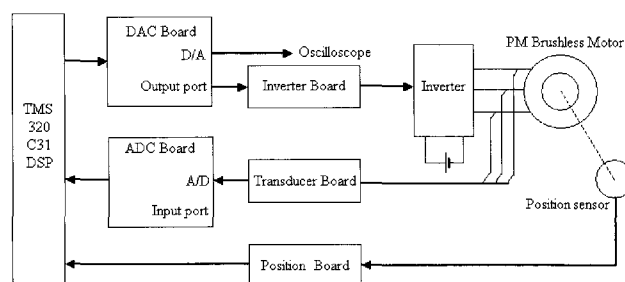 DAC Board
D/A
Oscilloscope
Output port
Inverter Board
Inverter
PM Brushless Motor
TMS
320
C31
DSP
ADC Board
A/D
Input port
Transducer Board
Position sensor
Position Board